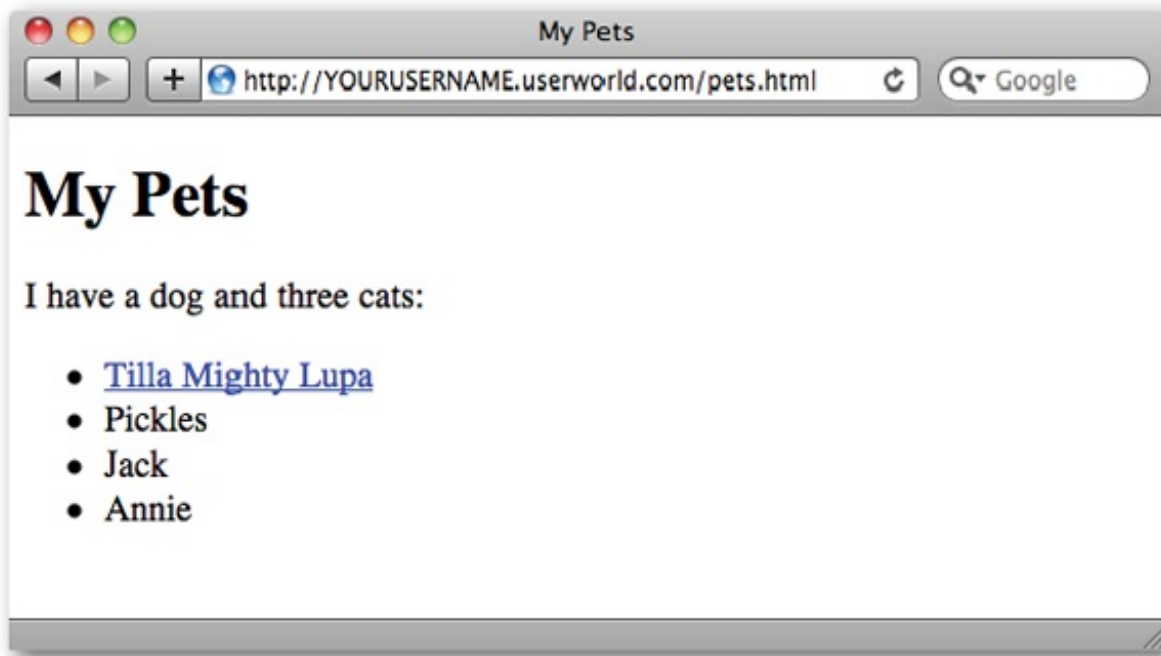 My Pets
http://YOURUSERNAME.userworld.com/pets.html
Google
My Pets
I have a dog and three cats:
Tilla Mighty Lupa
Pickles
Jack
Annie